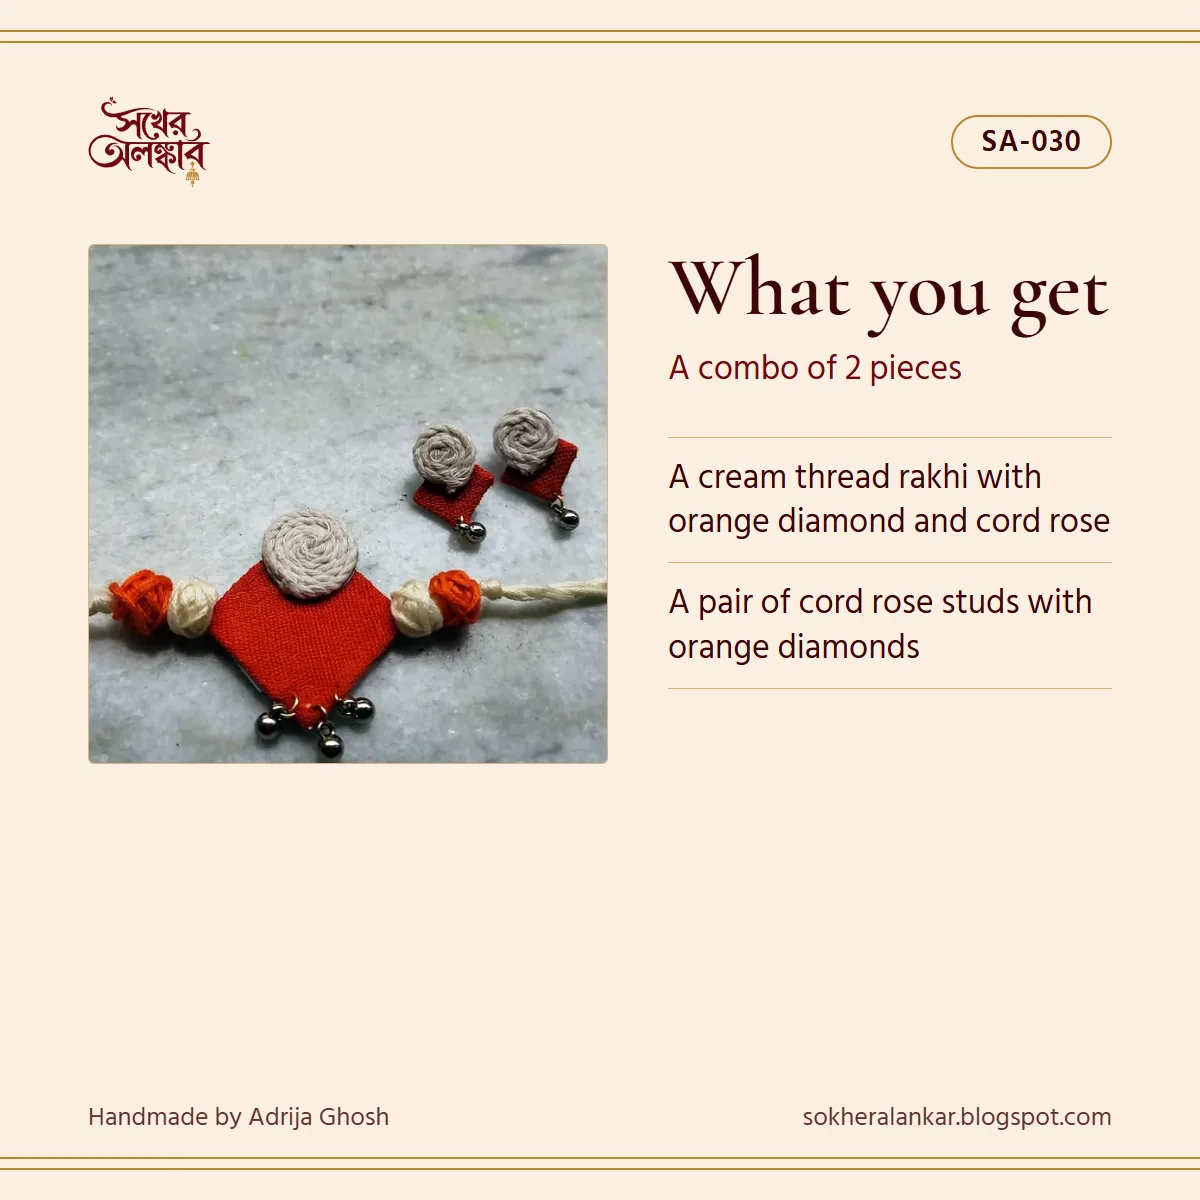 সখের
অলঙ্কার
SA-030
What you get
A combo of 2 pieces
A cream thread rakhi with
orange diamond and cord rose
A pair of cord rose studs with
orange diamonds
Handmade by Adrija Ghosh
sokheralankar.blogspot.com